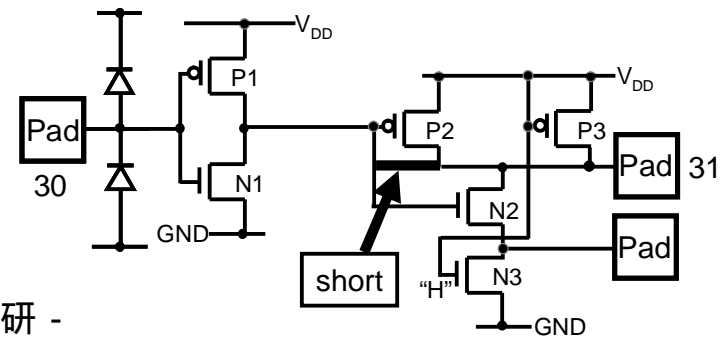 VDD
P1
Pad
30
N1
GND
VDD
P2
P3
Pad 31
N2
Pad
short
"H"
N3
GND
研 -